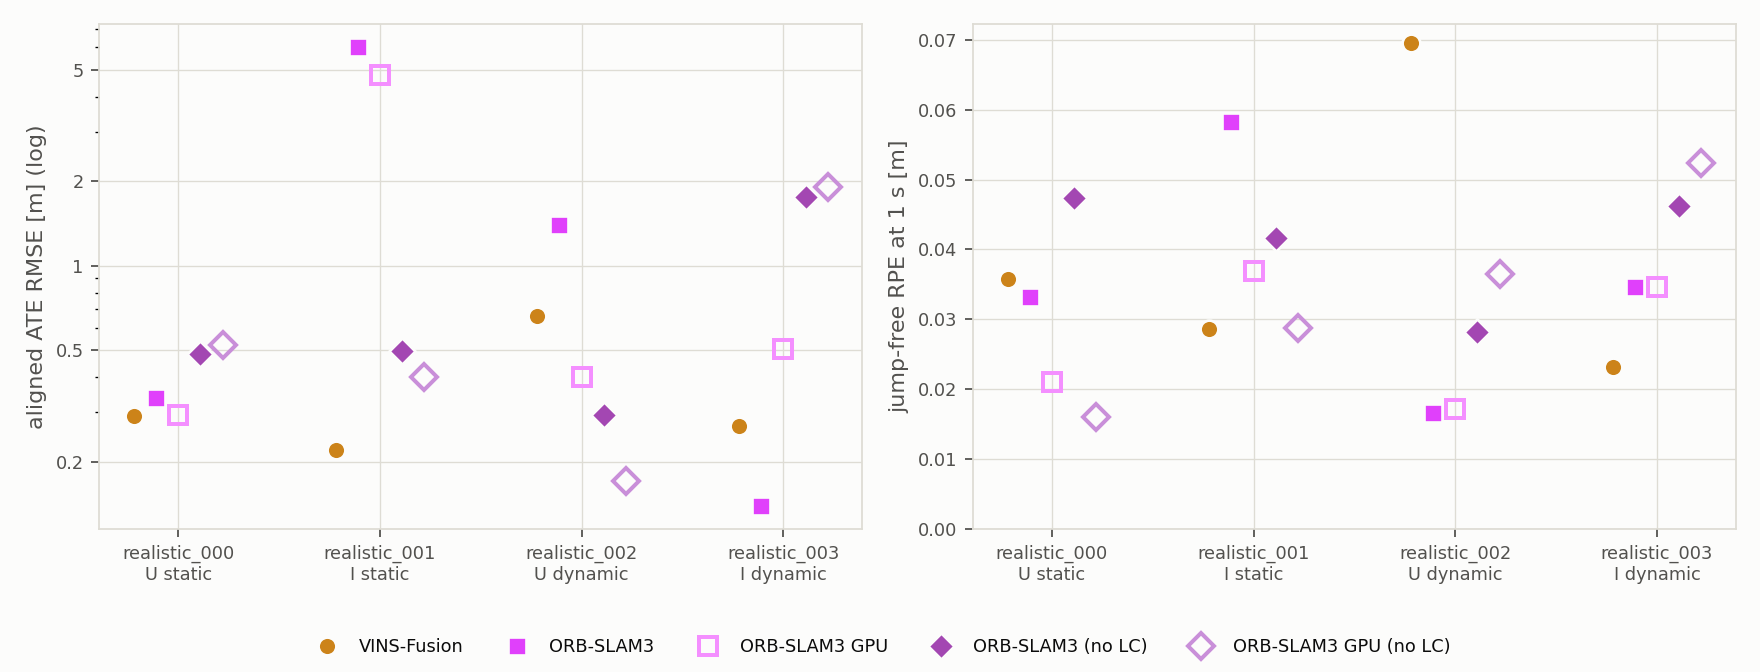 aligned ATE RMSE [m] (log)
5
2
1
0.5
0.2
realistic_000
U static
realistic_001
I static
realistic_002
U dynamic
realistic_003
I dynamic
jump-free RPE at 1 s [m]
0.07
0.06
0.05
0.04
0.03
0.02
0.01
0.00
realistic_000
U static
realistic_001
I static
realistic_002
U dynamic
realistic_003
I dynamic
VINS-Fusion
ORB-SLAM3
ORB-SLAM3 GPU
ORB-SLAM3 (no LC)
ORB-SLAM3 GPU (no LC)